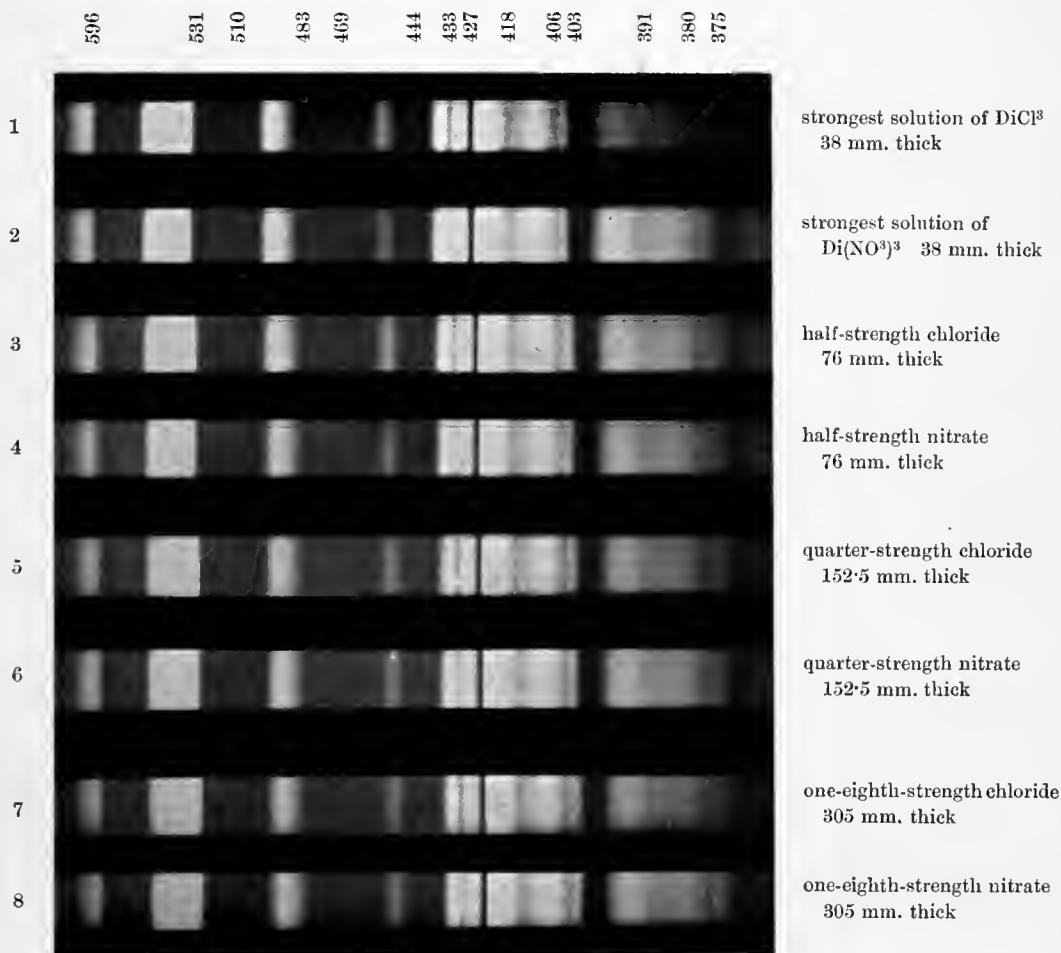 596 531 510 483 469 444 433 427 418 406 403 391 380 375
1 strongest solution of DiCl³
38 mm. thick
2 strongest solution of
Di(NO³)³ 38 mm. thick
3 half-strength chloride
76 mm. thick
4 half-strength nitrate
76 mm. thick
5 quarter-strength chloride
152·5 mm. thick
6 quarter-strength nitrate
152·5 mm. thick
7 one-eighth-strength chloride
305 mm. thick
8 one-eighth-strength nitrate
305 mm. thick